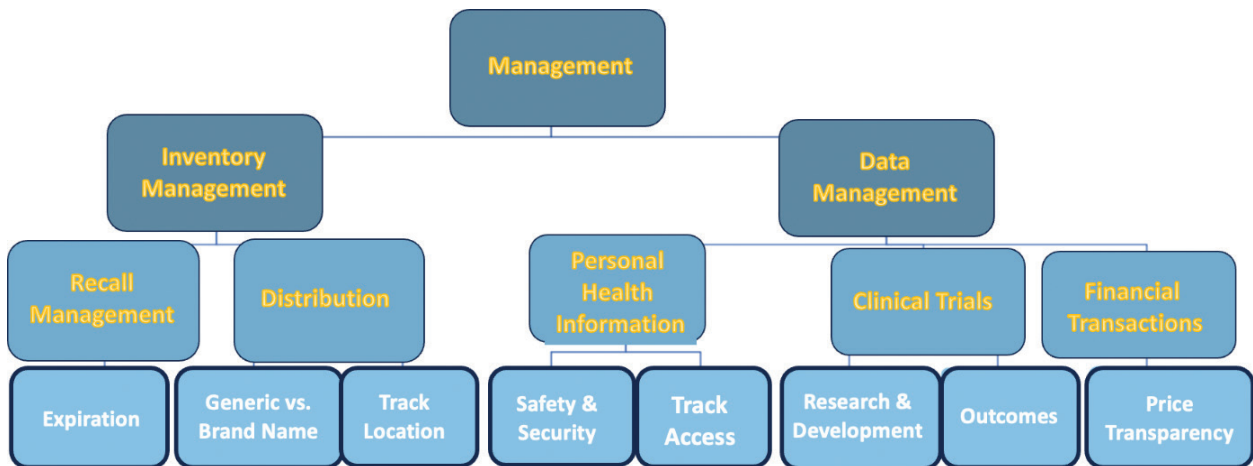 Management
Inventory
Management
Data
Management
Recall
Management
Distribution
Personal
Health
Information
Clinical Trials
Financial
Transactions
Expiration
Generic vs.
Brand Name
Track
Location
Safety &
Security
Track
Access
Research &
Development
Outcomes
Price
Transparency